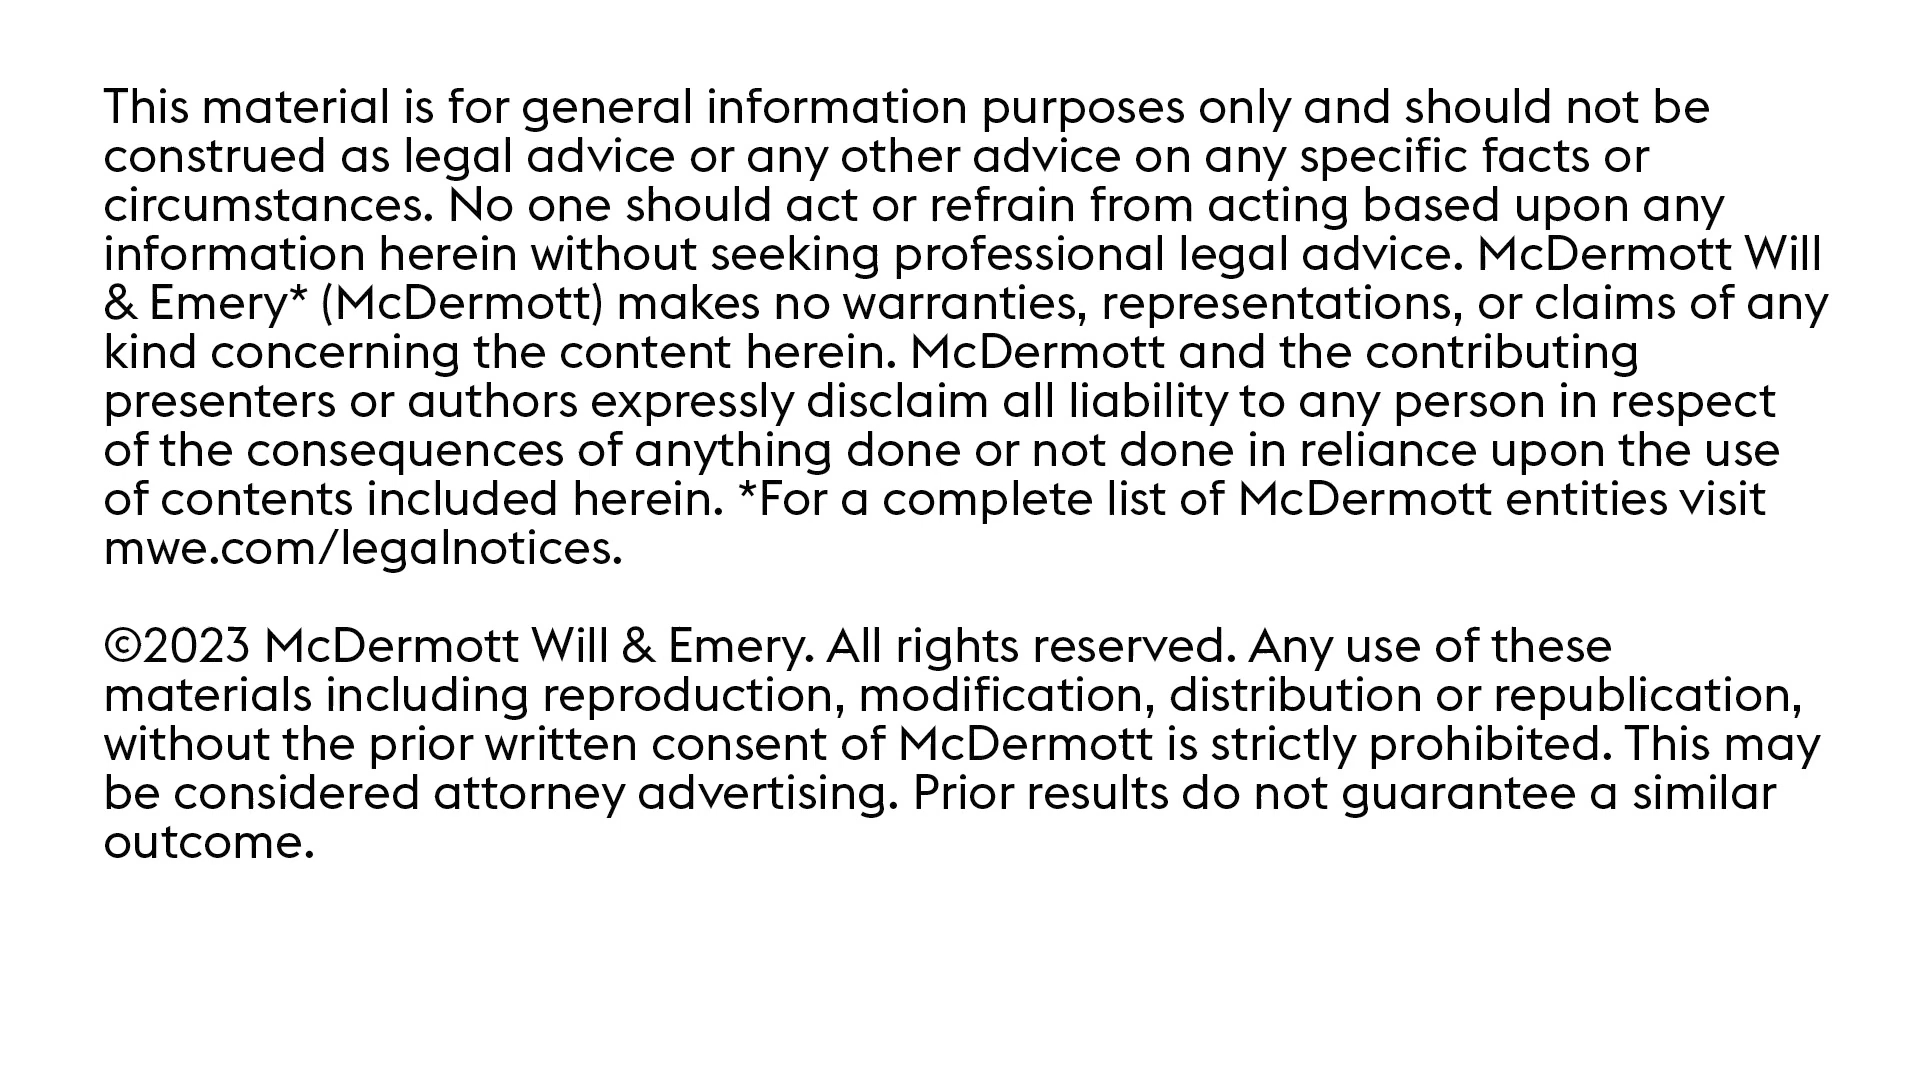 This material is for general information purposes only and should not be
construed as legal advice or any other advice on any specific facts or
circumstances. No one should act or refrain from acting based upon any
information herein without seeking professional legal advice. McDermott Will
& Emery* (McDermott) makes no warranties, representations, or claims of any
kind concerning the content herein. McDermott and the contributing
presenters or authors expressly disclaim all liability to any person in respect
of the consequences of anything done or not done in reliance upon the use
of contents included herein. *For a complete list of McDermott entities visit
mwe.com/legalnotices.
©2023 McDermott Will & Emery. All rights reserved. Any use of these
materials including reproduction, modification, distribution or republication,
without the prior written consent of McDermott is strictly prohibited. This may
be considered attorney advertising. Prior results do not guarantee a similar
outcome.